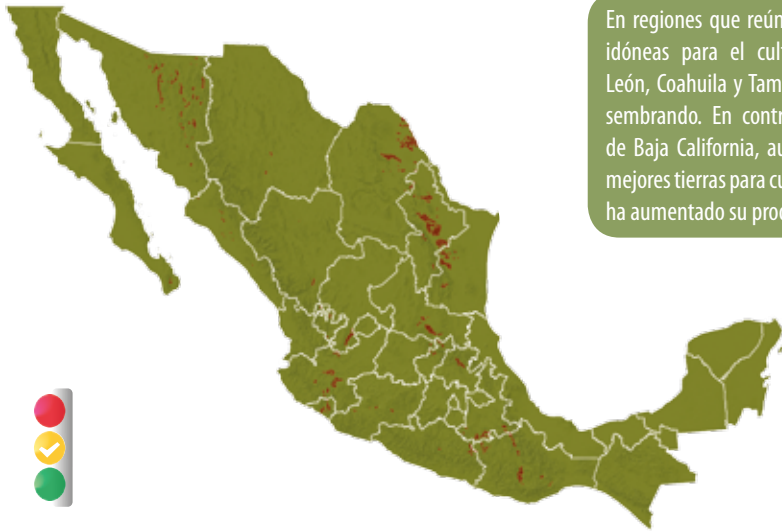 En regiones que reún
idóneas para el cul
León, Coahuila y Tam
sembrando. En contr
de Baja California, au
mejores tierras para cu
ha aumentado su proc